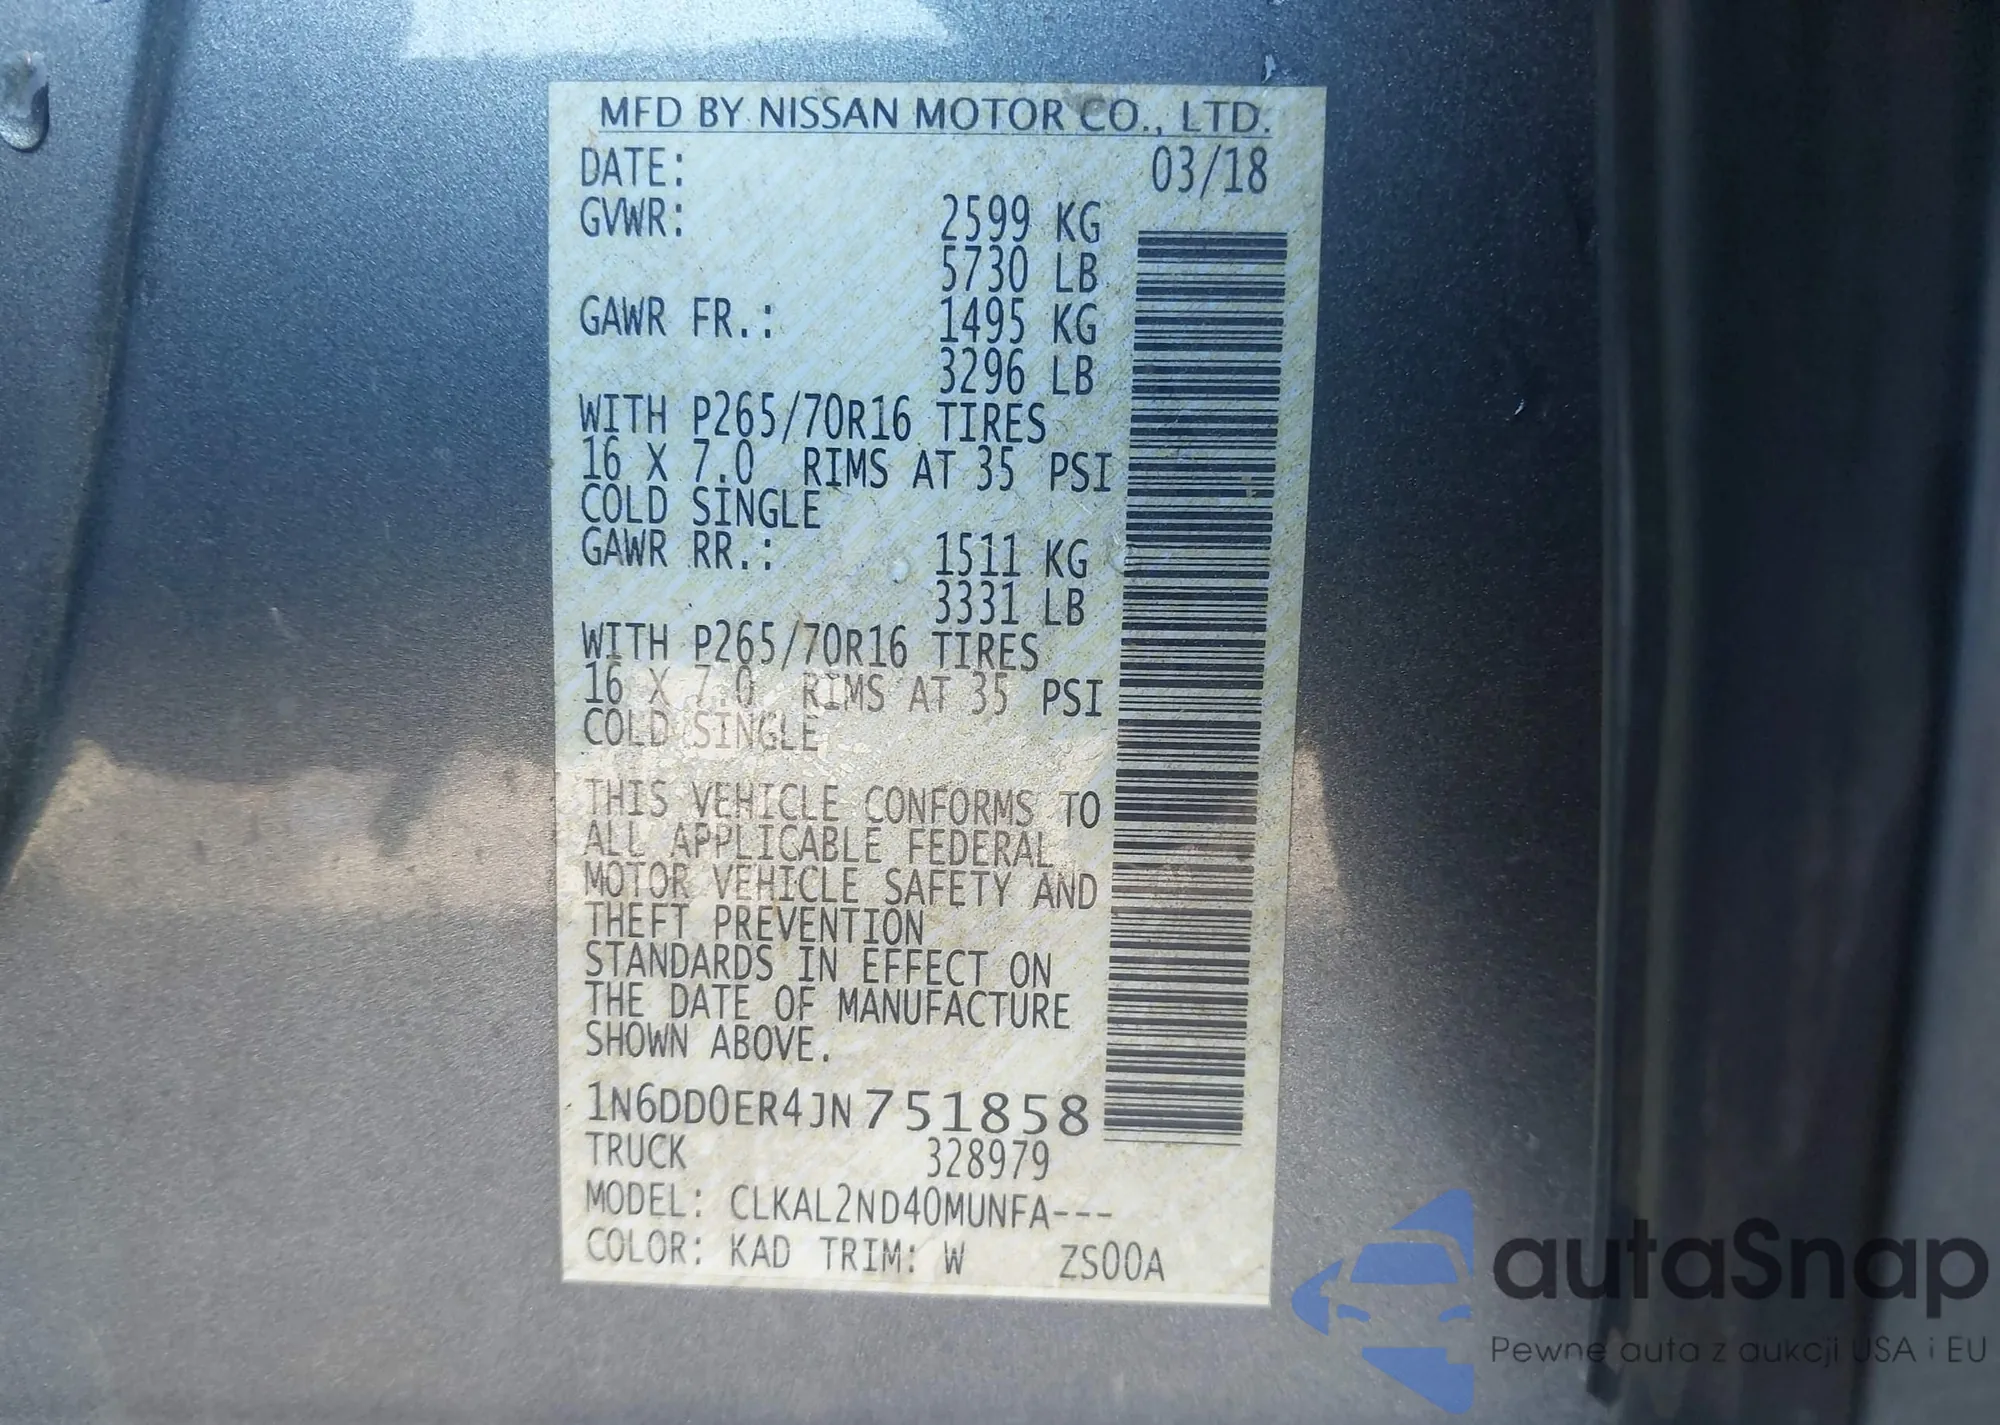 MFD BY NISSAN MOTOR CO., LTD.
DATE: 03/18
GVWR: 2599 KG
5730 LB
GAWR FR.: 1495 KG
3296 LB
WITH P265/70R16 TIRES
16 X 7.0 RIMS AT 35 PSI
COLD SINGLE
GAWR RR.: 1511 KG
3331 LB
WITH P265/70R16 TIRES
16 X 7.0 RIMS AT 35 PSI
COLD SINGLE
THIS VEHICLE CONFORMS TO
ALL APPLICABLE FEDERAL
MOTOR VEHICLE SAFETY AND
THEFT PREVENTION
STANDARDS IN EFFECT ON
THE DATE OF MANUFACTURE
SHOWN ABOVE.
1N6DD0ER4JN751858
TRUCK 328979
MODEL: CLKAL2ND40MUNFA---
COLOR: KAD TRIM: W ZS00A
autaSnap
Pewne auta z aukcji USA i EU